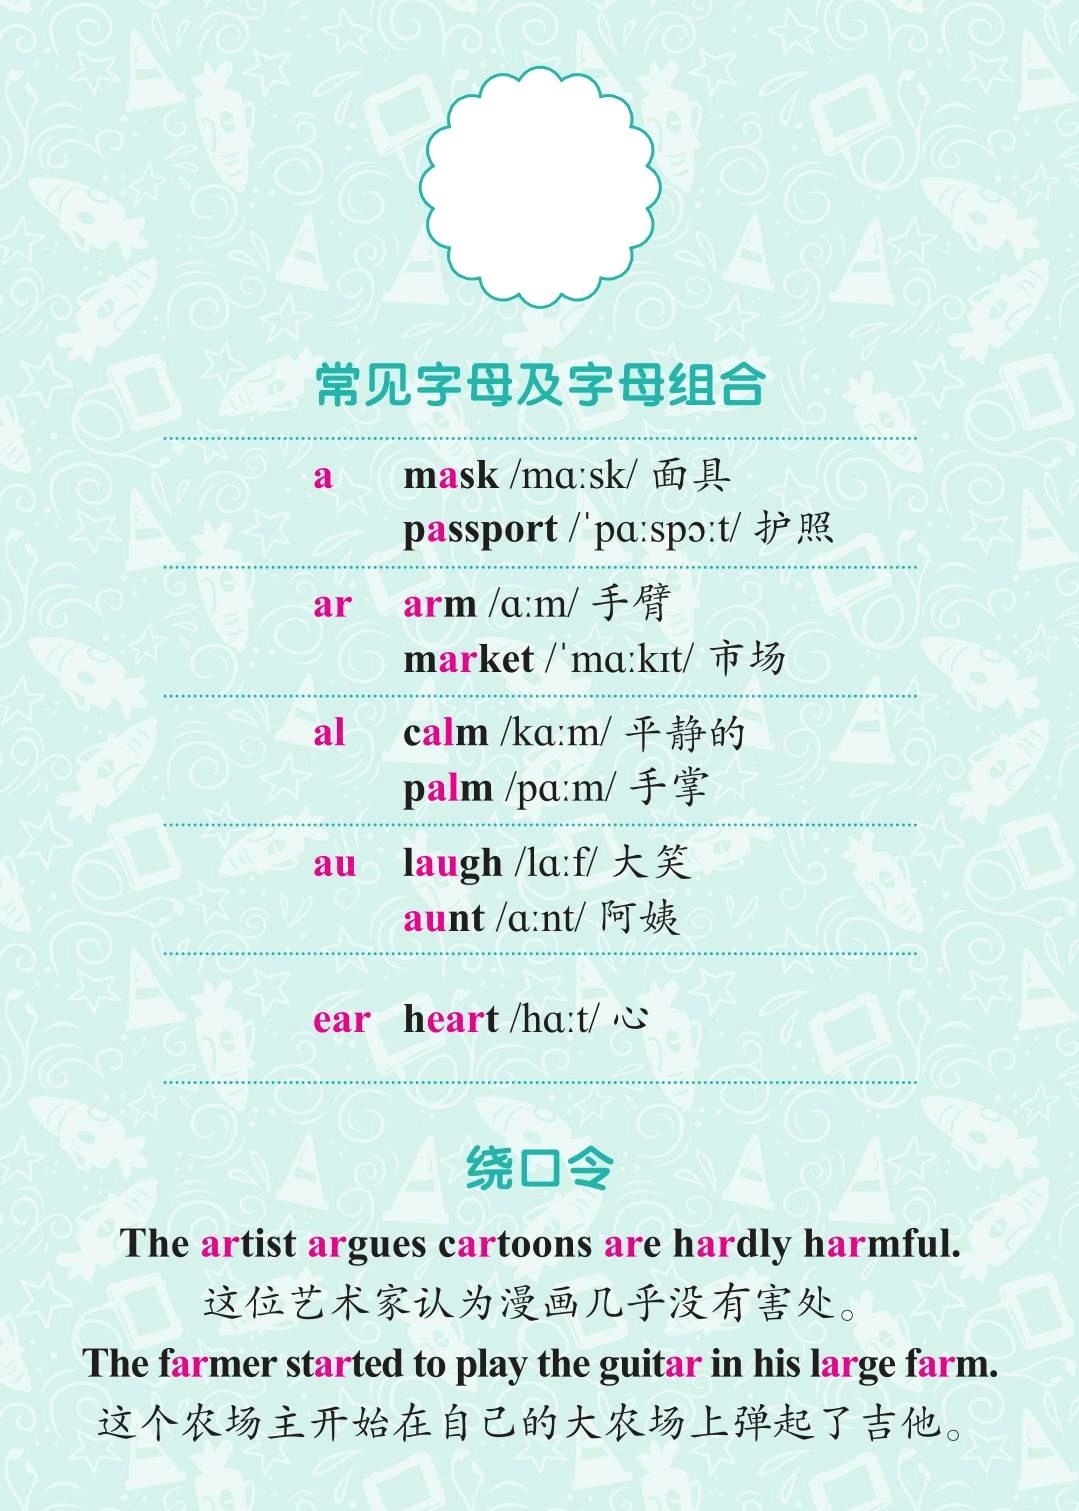 常见字母及字母组合
a mask /mɑːsk/ 面具
passport /ˈpɑːspɔːt/ 护照
ar arm /ɑːm/ 手臂
market /ˈmɑːkɪt/ 市场
al calm /kɑːm/ 平静的
palm /pɑːm/ 手掌
au laugh /lɑːf/ 大笑
aunt /ɑːnt/ 阿姨
ear heart /hɑːt/ 心
绕口令
The artist argues cartoons are hardly harmful.
这位艺术家认为漫画几乎没有害处。
The farmer started to play the guitar in his large farm.
这个农场主开始在自己的大农场上弹起了吉他。